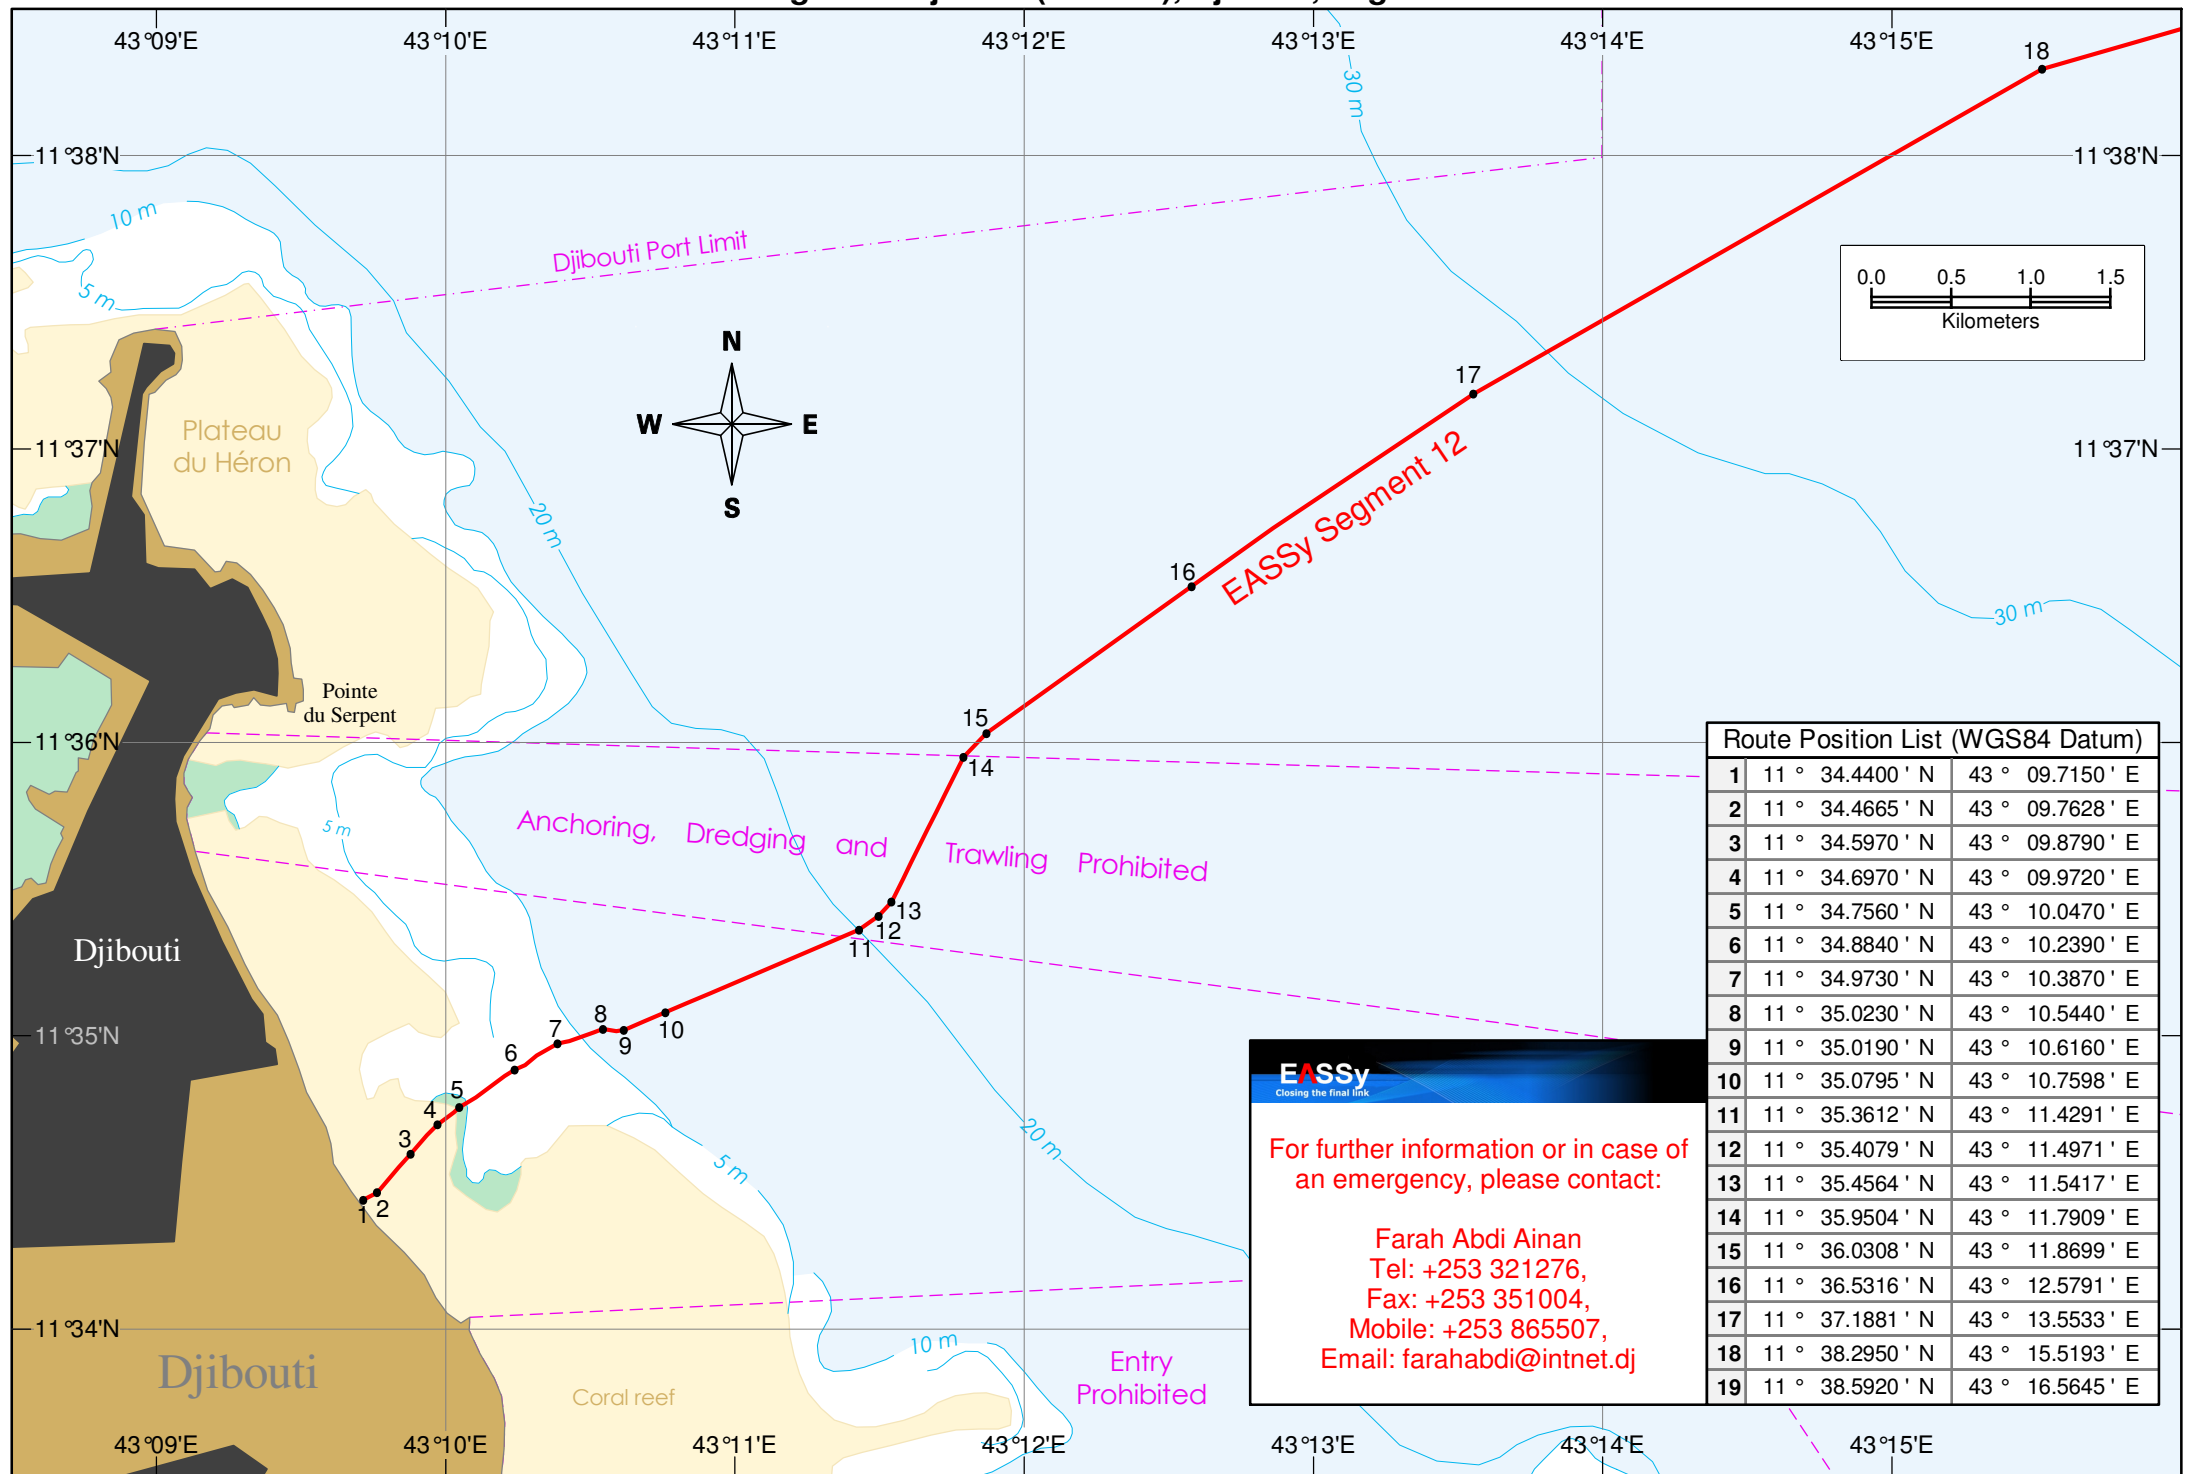 43°09'E 43°10'E 43°11'E 43°12'E 43°13'E 43°14'E 43°15'E
18
30 m
11°38'N 11°38'N
10 m
Djibouti Port Limit
5 m
0.0 0.5 1.0 1.5
Kilometers
N
W E
S
17
Plateau
du Héron
11°37'N 11°37'N
EASSy Segment 12
20 m
16
30 m
Pointe
du Serpent
15
11°36'N
14
5 m
Anchoring, Dredging and Trawling Prohibited
13
12
11
Djibouti
11°35'N
10
9
8
7
6
5
4
3
2
1
20 m
5 m
11°34'N
10 m
Djibouti
Coral reef
Entry
Prohibited
43°09'E 43°10'E 43°11'E 43°12'E 43°13'E 43°14'E 43°15'E
EASSy
Closing the final link
For further information or in case of
an emergency, please contact:
Farah Abdi Ainan
Tel: +253 321276,
Fax: +253 351004,
Mobile: +253 865507,
Email: farahabdi@intnet.dj
Route Position List (WGS84 Datum)
1 11 ° 34.4400 ' N 43 ° 09.7150 ' E
2 11 ° 34.4665 ' N 43 ° 09.7628 ' E
3 11 ° 34.5970 ' N 43 ° 09.8790 ' E
4 11 ° 34.6970 ' N 43 ° 09.9720 ' E
5 11 ° 34.7560 ' N 43 ° 10.0470 ' E
6 11 ° 34.8840 ' N 43 ° 10.2390 ' E
7 11 ° 34.9730 ' N 43 ° 10.3870 ' E
8 11 ° 35.0230 ' N 43 ° 10.5440 ' E
9 11 ° 35.0190 ' N 43 ° 10.6160 ' E
10 11 ° 35.0795 ' N 43 ° 10.7598 ' E
11 11 ° 35.3612 ' N 43 ° 11.4291 ' E
12 11 ° 35.4079 ' N 43 ° 11.4971 ' E
13 11 ° 35.4564 ' N 43 ° 11.5417 ' E
14 11 ° 35.9504 ' N 43 ° 11.7909 ' E
15 11 ° 36.0308 ' N 43 ° 11.8699 ' E
16 11 ° 36.5316 ' N 43 ° 12.5791 ' E
17 11 ° 37.1881 ' N 43 ° 13.5533 ' E
18 11 ° 38.2950 ' N 43 ° 15.5193 ' E
19 11 ° 38.5920 ' N 43 ° 16.5645 ' E